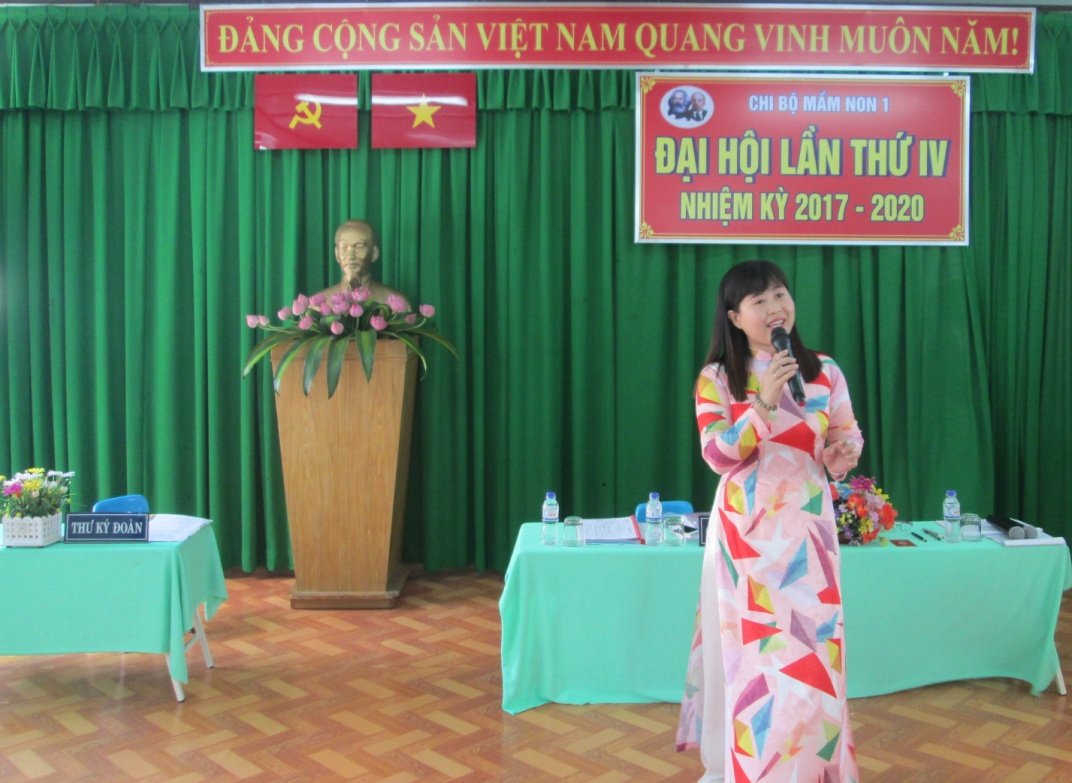 ĐẢNG CỘNG SẢN VIỆT NAM QUANG VINH MUÔN NĂM!
CHI BỘ MẦM NON 1
ĐẠI HỘI LẦN THỨ IV
NHIỆM KỲ 2017 - 2020
THƯ KÝ ĐOÀN